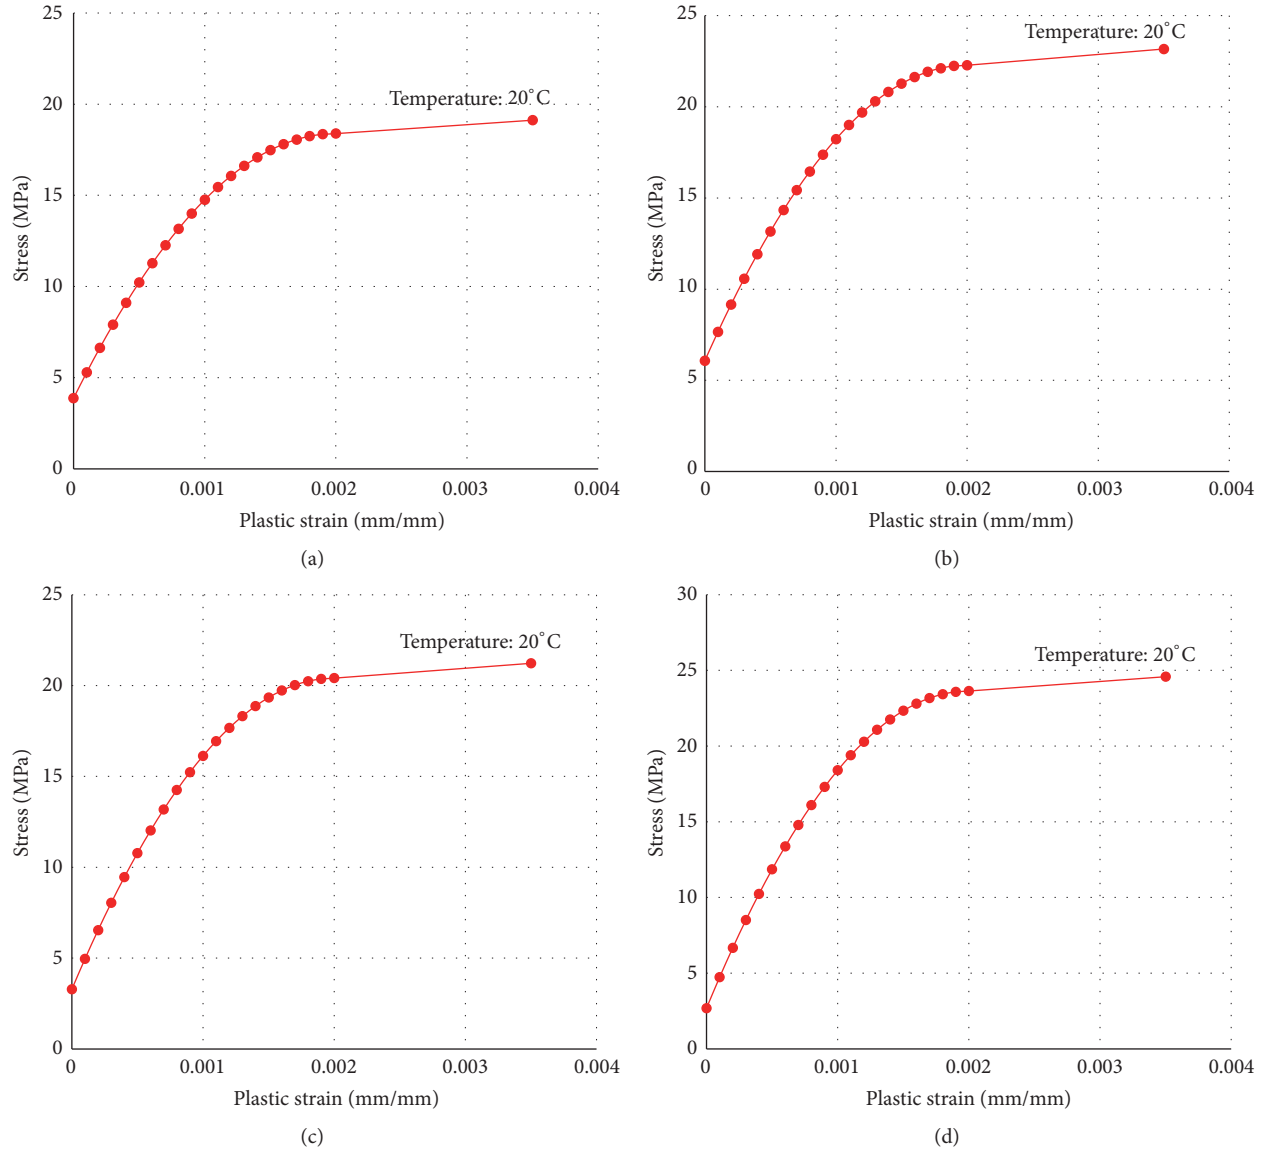 25
20
15
10
5
0
Stress (MPa)
Temperature: 20°C
0 0.001 0.002 0.003 0.004
Plastic strain (mm/mm)
(a)
25
20
15
10
5
0
Stress (MPa)
Temperature: 20°C
0 0.001 0.002 0.003 0.004
Plastic strain (mm/mm)
(b)
25
20
15
10
5
0
Stress (MPa)
Temperature: 20°C
0 0.001 0.002 0.003 0.004
Plastic strain (mm/mm)
(c)
30
25
20
15
10
5
0
Stress (MPa)
Temperature: 20°C
0 0.001 0.002 0.003 0.004
Plastic strain (mm/mm)
(d)